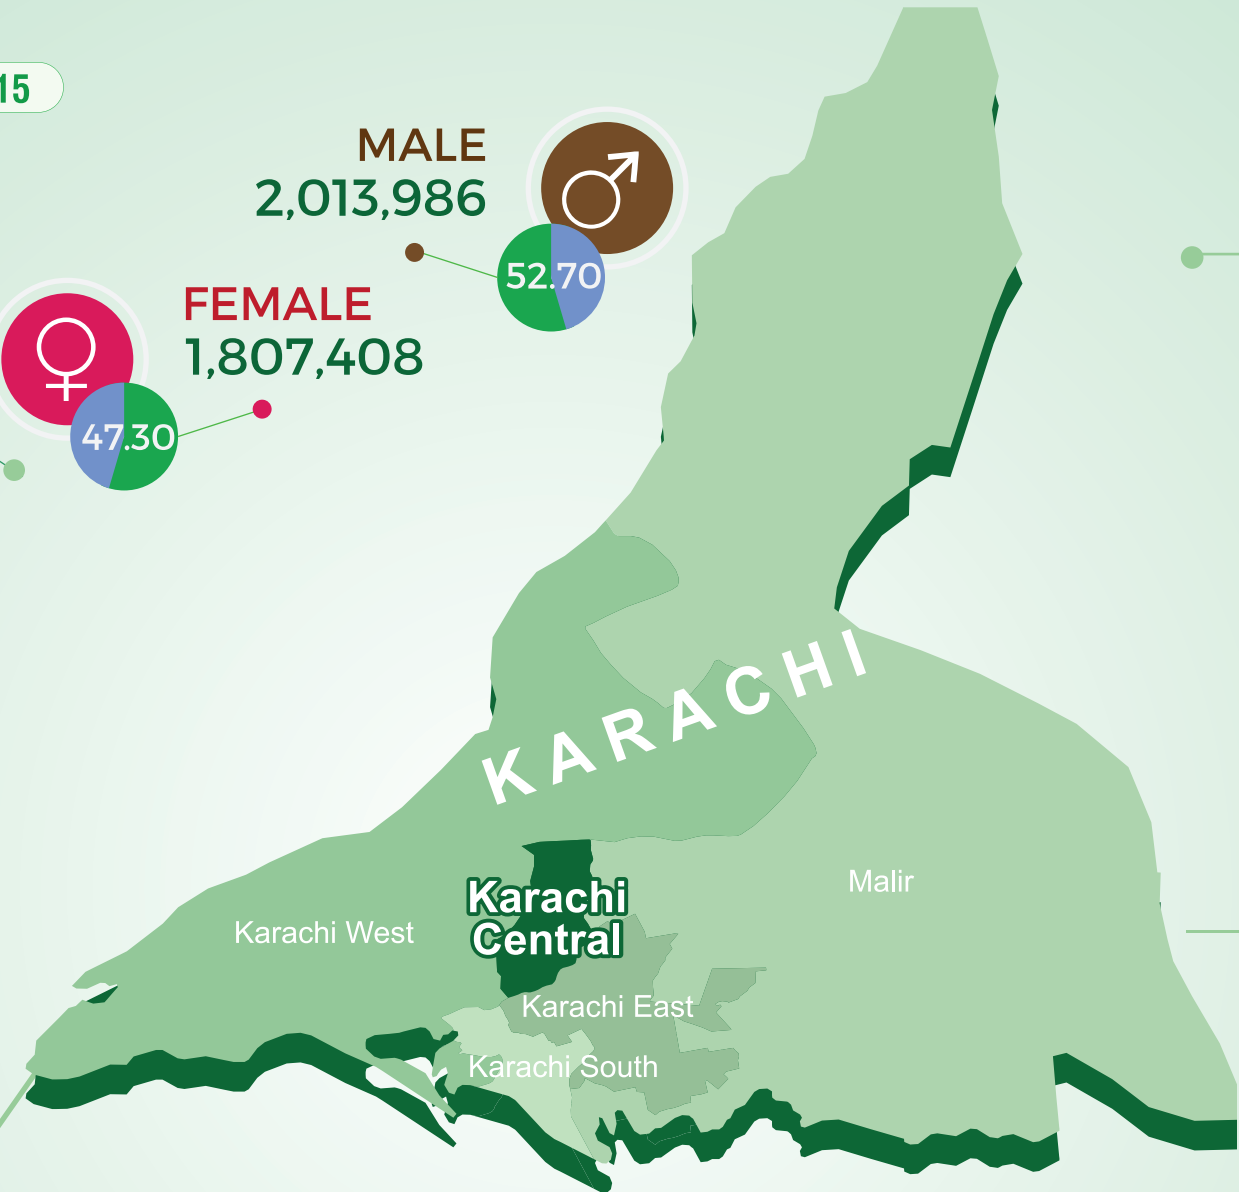 15
MALE
2,013,986
52.70
FEMALE
1,807,408
47.30
KARACHI
Karachi
Central
Malir
Karachi West
Karachi East
Karachi South